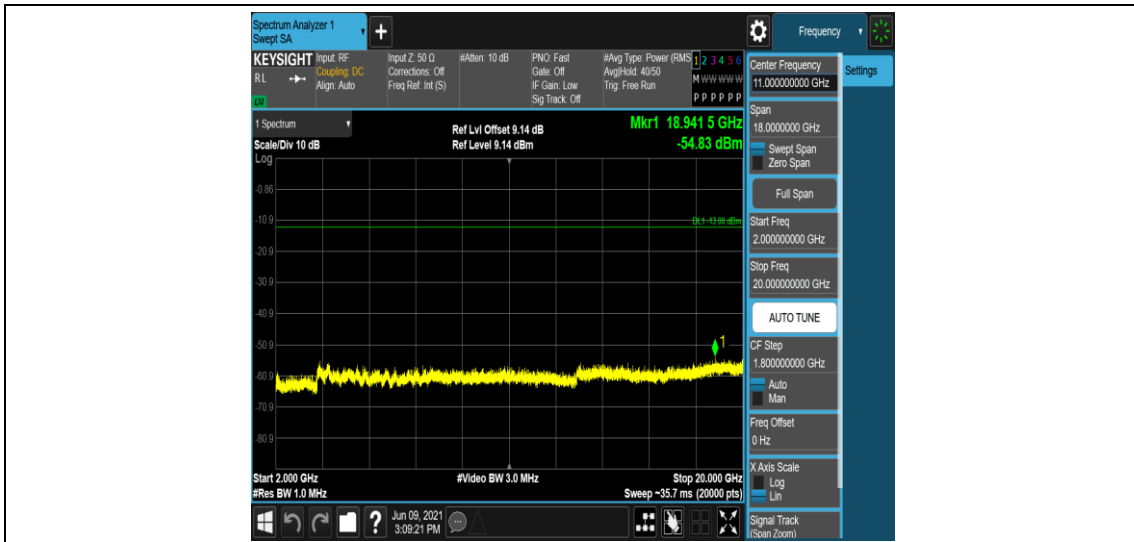 Spectrum Analyzer 1
Swept SA
+
Frequency
KEYSIGHT
RL
LXI
Input: RF
Coupling: DC
Align: Auto
Input Z: 50 Ω
Corrections: Off
Freq Ref: Int (S)
#Atten: 10 dB
PNO: Fast
Gate: Off
IF Gain: Low
Sig Track: Off
#Avg Type: Power (RMS
Avg|Hold: 40/50
Trig: Free Run
1 2 3 4 5 6
M W W W W W
P P P P P P
1 Spectrum
Scale/Div 10 dB
Log
Ref Lvl Offset 9.14 dB
Ref Level 9.14 dBm
Mkr1 18.941 5 GHz
-54.83 dBm
-0.86
-10.9
DL1 -13.00 dBm
-20.9
-30.9
-40.9
-50.9
1
-60.9
-70.9
-80.9
Start 2.000 GHz
#Video BW 3.0 MHz
Stop 20.000 GHz
#Res BW 1.0 MHz
Sweep ~35.7 ms (20000 pts)
Center Frequency
11.000000000 GHz
Settings
Span
18.0000000 GHz
Swept Span
Zero Span
Full Span
Start Freq
2.000000000 GHz
Stop Freq
20.000000000 GHz
AUTO TUNE
CF Step
1.800000000 GHz
Auto
Man
Freq Offset
0 Hz
X Axis Scale
Log
Lin
Signal Track
(Span Zoom)
?
Jun 09, 2021
3:09:21 PM